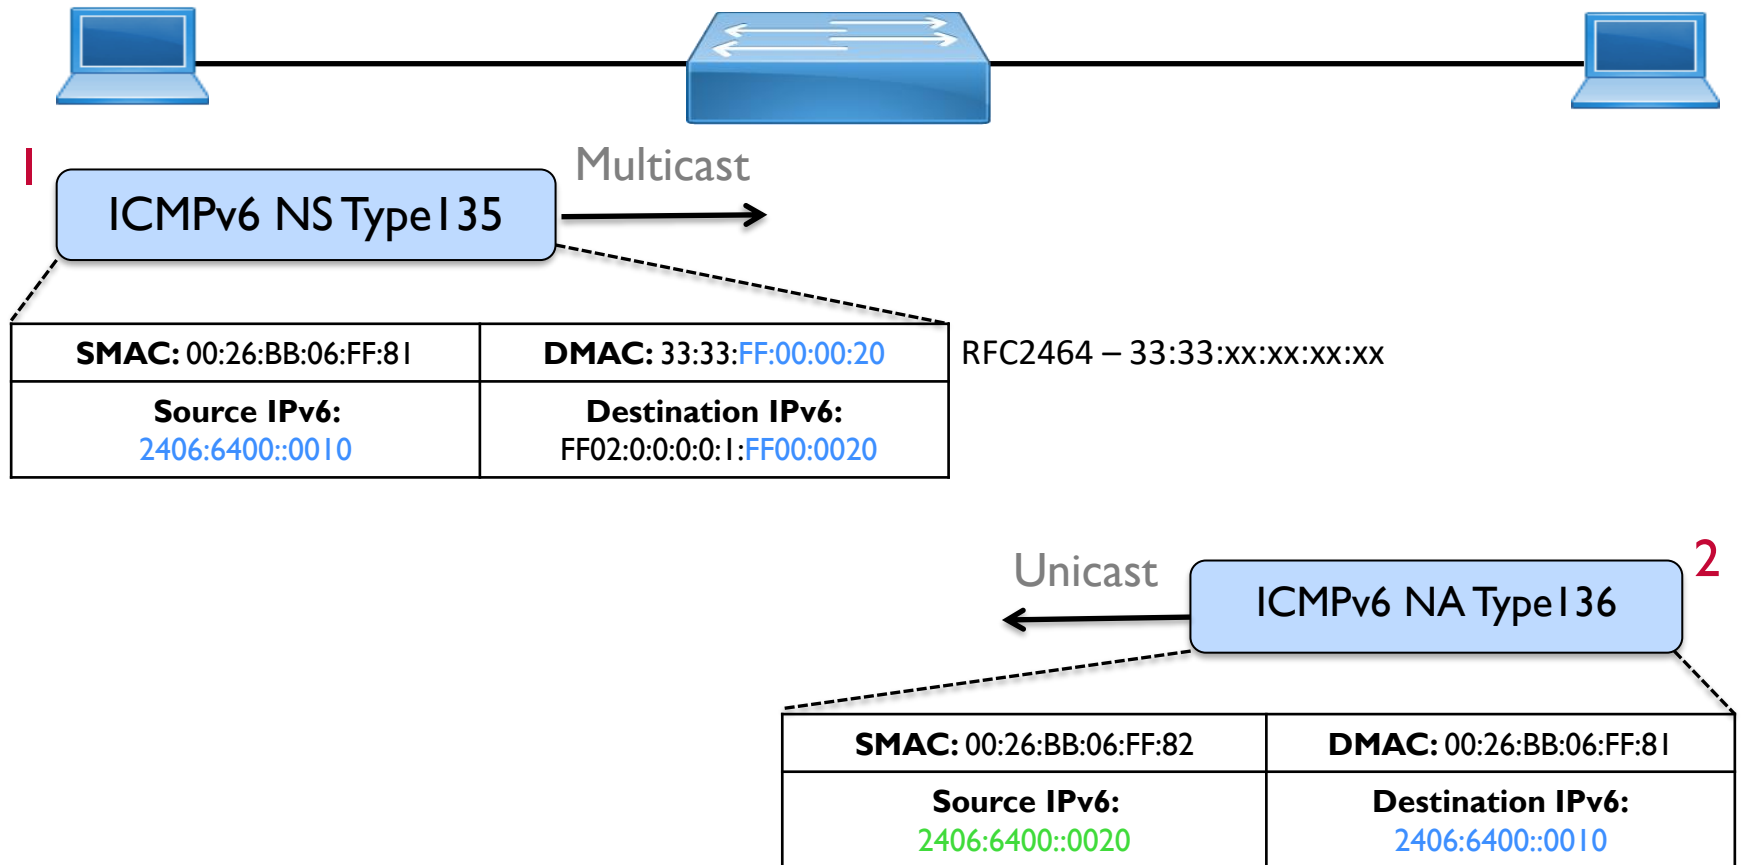 1
Multicast
ICMPv6 NS Type135
SMAC: 00:26:BB:06:FF:81
DMAC: 33:33:FF:00:00:20
RFC2464 – 33:33:xx:xx:xx:xx
Source IPv6:
2406:6400::0010
Destination IPv6:
FF02:0:0:0:0:1:FF00:0020
Unicast
ICMPv6 NA Type136
2
SMAC: 00:26:BB:06:FF:82
DMAC: 00:26:BB:06:FF:81
Source IPv6:
2406:6400::0020
Destination IPv6:
2406:6400::0010